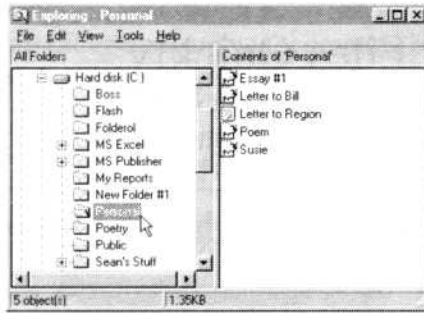 Exploring - Personal
File Edit View Tools Help
All Folders
Contents of 'Personal'
Hard disk (C )
Boss
Flash
Folderol
MS Excel
MS Publisher
My Reports
New Folder #1
Personal
Poetry
Public
Sean's Stuff
Essay #1
Letter to Bill
Letter to Region
Poem
Susie
5 object(s)
1.35KB